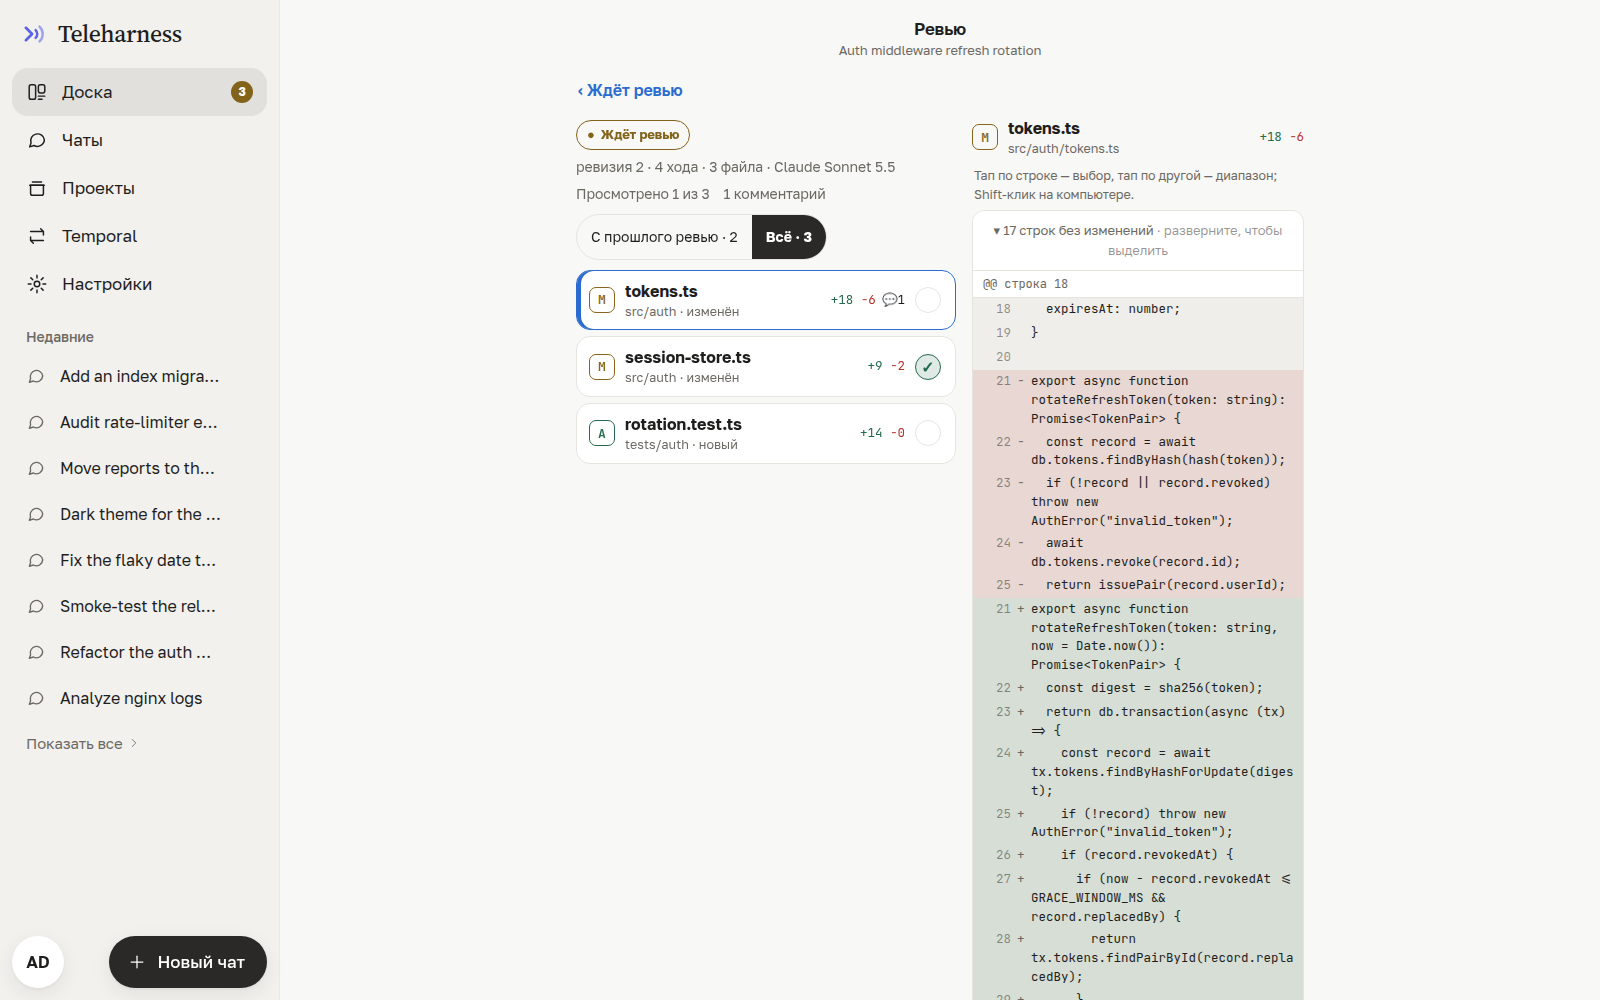 Teleharness
Доска
3
Чаты
Проекты
Temporal
Настройки
Недавние
Add an index migra...
Audit rate-limiter e...
Move reports to th...
Dark theme for the ...
Fix the flaky date t...
Smoke-test the rel...
Refactor the auth ...
Analyze nginx logs
Показать все
AD
Новый чат
Ревью
Auth middleware refresh rotation
‹ Ждёт ревью
• Ждёт ревью
ревизия 2 · 4 хода · 3 файла · Claude Sonnet 5.5
Просмотрено 1 из 3 1 комментарий
С прошлого ревью · 2
Всё · 3
M
tokens.ts
src/auth · изменён
+18 -6 💬1
M
session-store.ts
src/auth · изменён
+9 -2
✓
A
rotation.test.ts
tests/auth · новый
+14 -0
M
tokens.ts
src/auth/tokens.ts
+18 -6
Тап по строке — выбор, тап по другой — диапазон;
Shift-клик на компьютере.
▾ 17 строк без изменений · разверните, чтобы
выделить
@@ строка 18
18 expiresAt: number;
19 }
20
21 - export async function
rotateRefreshToken(token: string):
Promise<TokenPair> {
22 - const record = await
db.tokens.findByHash(hash(token));
23 - if (!record || record.revoked)
throw new
AuthError("invalid_token");
24 - await
db.tokens.revoke(record.id);
25 - return issuePair(record.userId);
21 + export async function
rotateRefreshToken(token: string,
now = Date.now()):
Promise<TokenPair> {
22 + const digest = sha256(token);
23 + return db.transaction(async (tx)
=> {
24 + const record = await
tx.tokens.findByHashForUpdate(diges
t);
25 + if (!record) throw new
AuthError("invalid_token");
26 + if (record.revokedAt) {
27 + if (now - record.revokedAt <=
GRACE_WINDOW_MS &&
record.replacedBy) {
28 + return
tx.tokens.findPairById(record.repla
cedBy);
29 + }